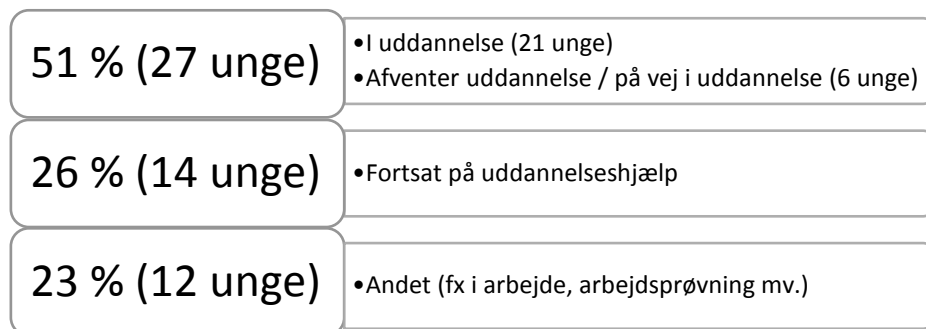 51 % (27 unge)
•I uddannelse (21 unge)
•Afventer uddannelse / på vej i uddannelse (6 unge)
26 % (14 unge)
•Fortsat på uddannelseshjælp
23 % (12 unge)
•Andet (fx i arbejde, arbejdsprøvning mv.)